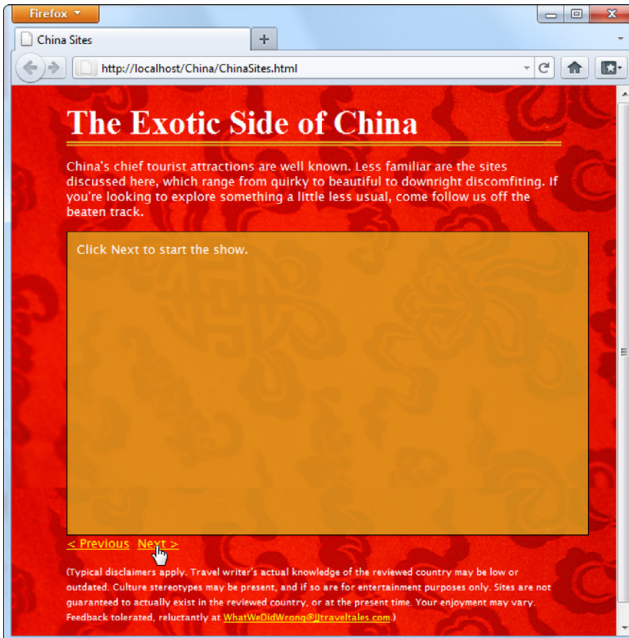 Firefox
China Sites
http://localhost/China/ChinaSites.html
The Exotic Side of China
China's chief tourist attractions are well known. Less familiar are the sites
discussed here, which range from quirky to beautiful to downright discomfiting. If
you're looking to explore something a little less usual, come follow us off the
beaten track.
Click Next to start the show.
< Previous Next >
(Typical disclaimers apply. Travel writer's actual knowledge of the reviewed country may be low or
outdated. Culture stereotypes may be present, and if so are for entertainment purposes only. Sites are not
guaranteed to actually exist in the reviewed country, or at the present time. Your enjoyment may vary.
Feedback tolerated, reluctantly at WhatWeDidWrong@JJtraveltales.com.)